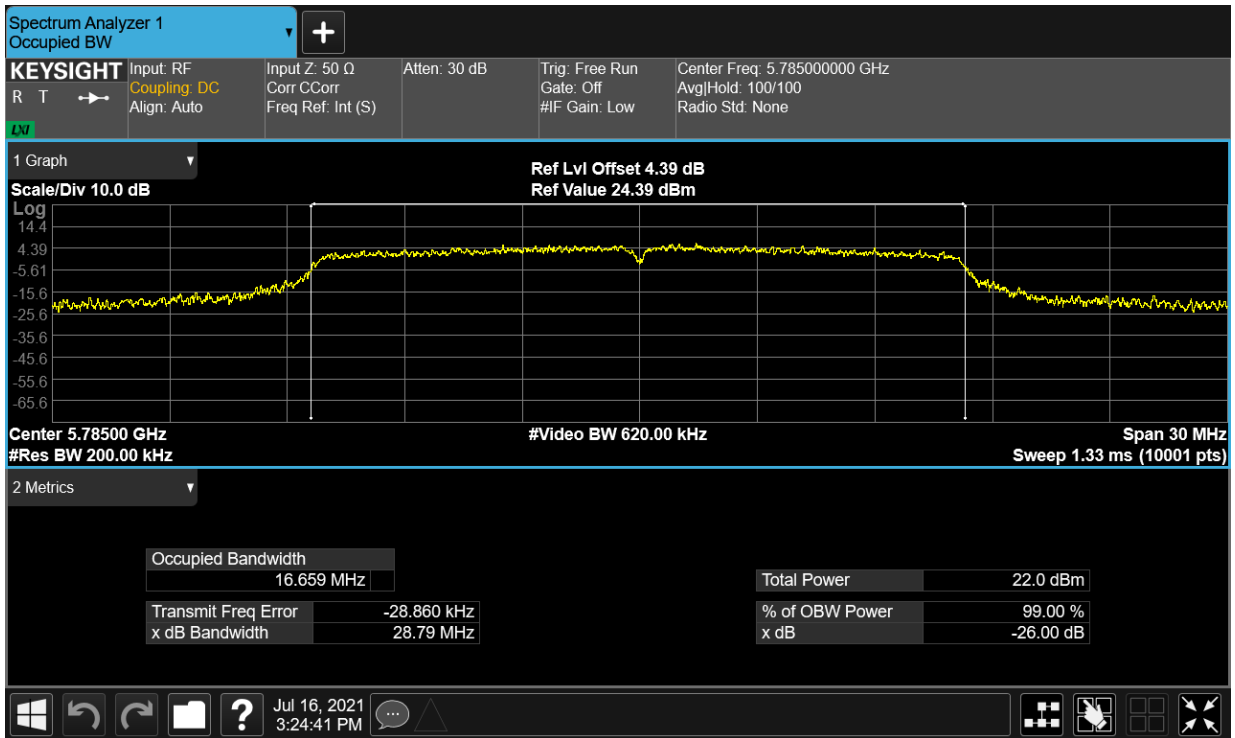 Spectrum Analyzer 1
Occupied BW
KEYSIGHT
R T
LXI
Input: RF
Coupling: DC
Align: Auto
Input Z: 50 Ω
Corr CCorr
Freq Ref: Int (S)
Atten: 30 dB
Trig: Free Run
Gate: Off
#IF Gain: Low
Center Freq: 5.785000000 GHz
Avg|Hold: 100/100
Radio Std: None
1 Graph
Scale/Div 10.0 dB
Ref Lvl Offset 4.39 dB
Ref Value 24.39 dBm
Log
14.4
4.39
-5.61
-15.6
-25.6
-35.6
-45.6
-55.6
-65.6
Center 5.78500 GHz
#Video BW 620.00 kHz
Span 30 MHz
#Res BW 200.00 kHz
Sweep 1.33 ms (10001 pts)
2 Metrics
Occupied Bandwidth
16.659 MHz
Total Power 22.0 dBm
Transmit Freq Error -28.860 kHz
% of OBW Power 99.00 %
x dB Bandwidth 28.79 MHz
x dB -26.00 dB
?
Jul 16, 2021
3:24:41 PM